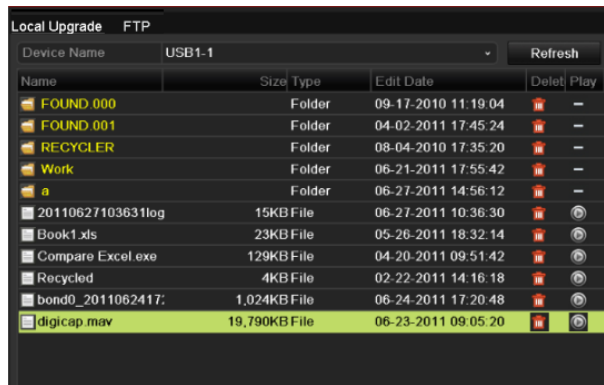 Local Upgrade FTP
Device Name USB1-1 Refresh
Name Size Type Edit Date Delet Play
FOUND.000 Folder 09-17-2010 11:19:04 –
FOUND.001 Folder 04-02-2011 17:45:24 –
RECYCLER Folder 08-04-2010 17:35:20 –
Work Folder 06-21-2011 17:55:42 –
a Folder 06-27-2011 14:56:12 –
20110627103631log 15KB File 06-27-2011 10:36:30
Book1.xls 23KB File 05-26-2011 18:32:14
Compare Excel.exe 129KB File 04-20-2011 09:51:42
Recycled 4KB File 02-22-2011 14:16:18
bond0_2011062417: 1,024KB File 06-24-2011 17:20:48
digicap.mav 19,790KB File 06-23-2011 09:05:20